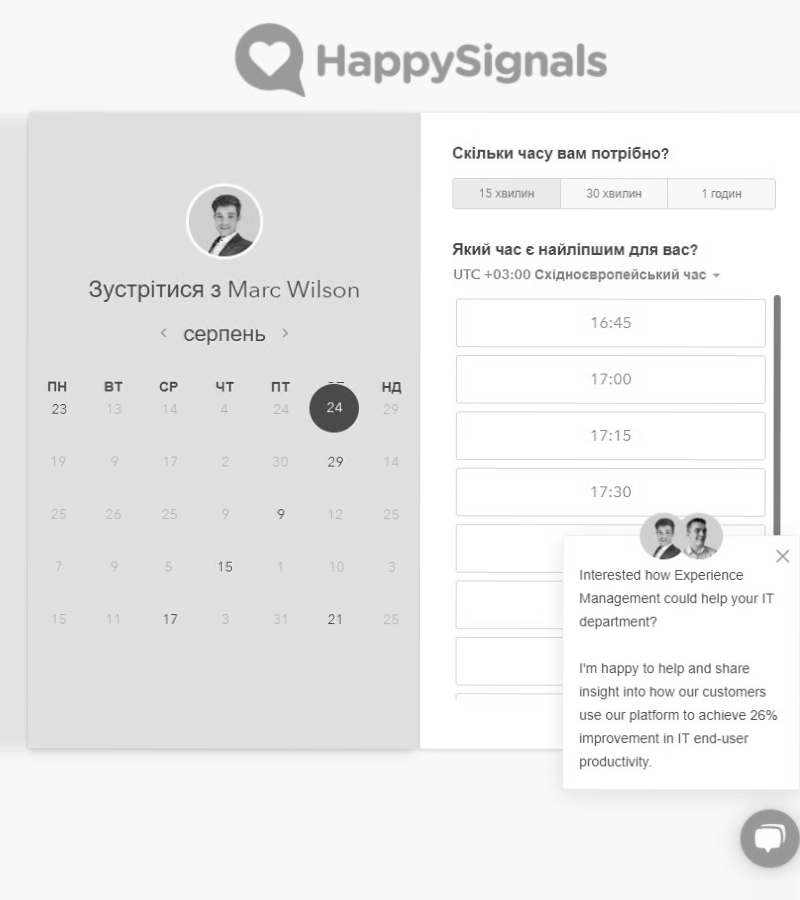 HappySignals
Зустрітися з Marc Wilson
серпень
ПН ВТ СР ЧТ ПТ НД
23 13 14 4 24 24 29
19 9 17 2 30 29 14
25 26 25 9 9 12 25
7 9 5 15 1 10 3
15 11 17 3 31 21 25
Скільки часу вам потрібно?
15 хвилин 30 хвилин 1 годин
Який час є найліпшим для вас?
UTC +03:00 Східноєвропейський час
16:45
17:00
17:15
17:30
Interested how Experience
Management could help your IT
department?
I'm happy to help and share
insight into how our customers
use our platform to achieve 26%
improvement in IT end-user
productivity.